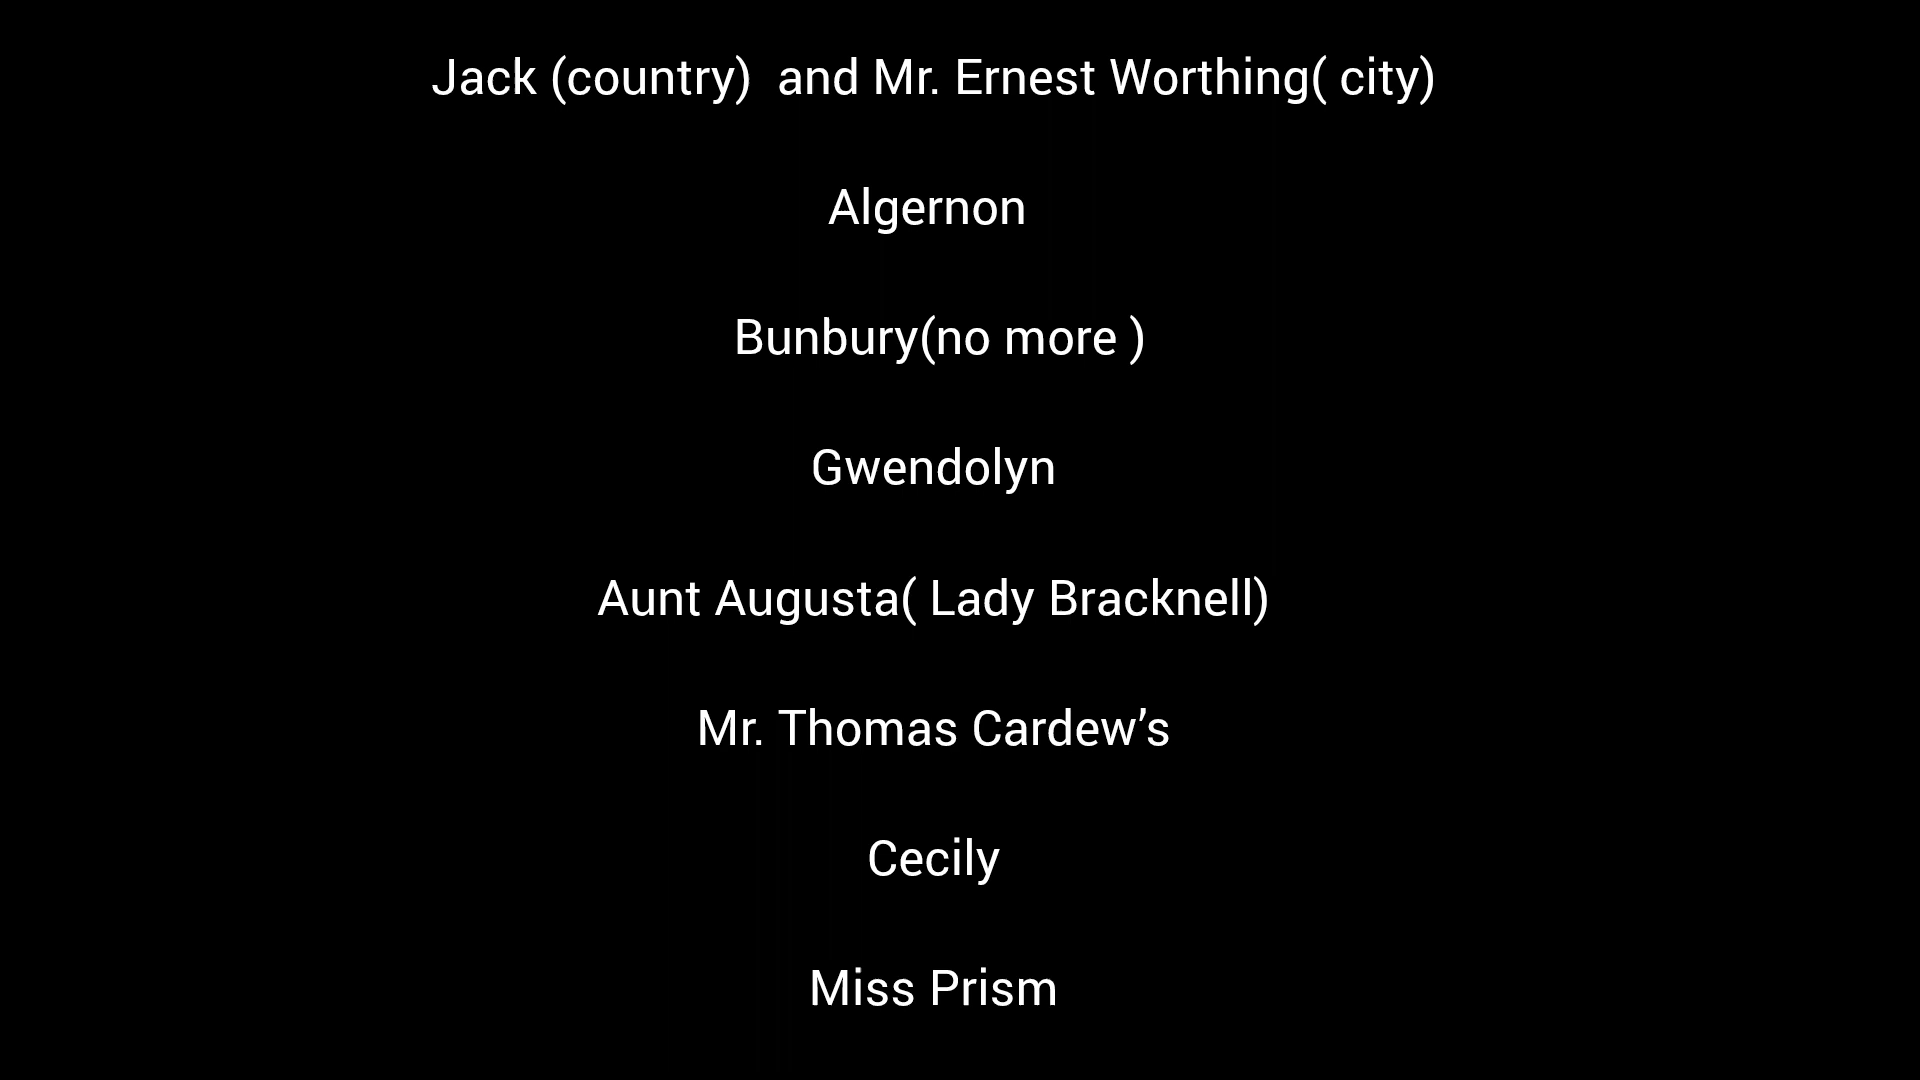 Jack (country)  and Mr. Ernest Worthing( city)
Algernon
Bunbury(no more )
Gwendolyn
Aunt Augusta( Lady Bracknell)
Mr. Thomas Cardew’s
Cecily
Miss Prism